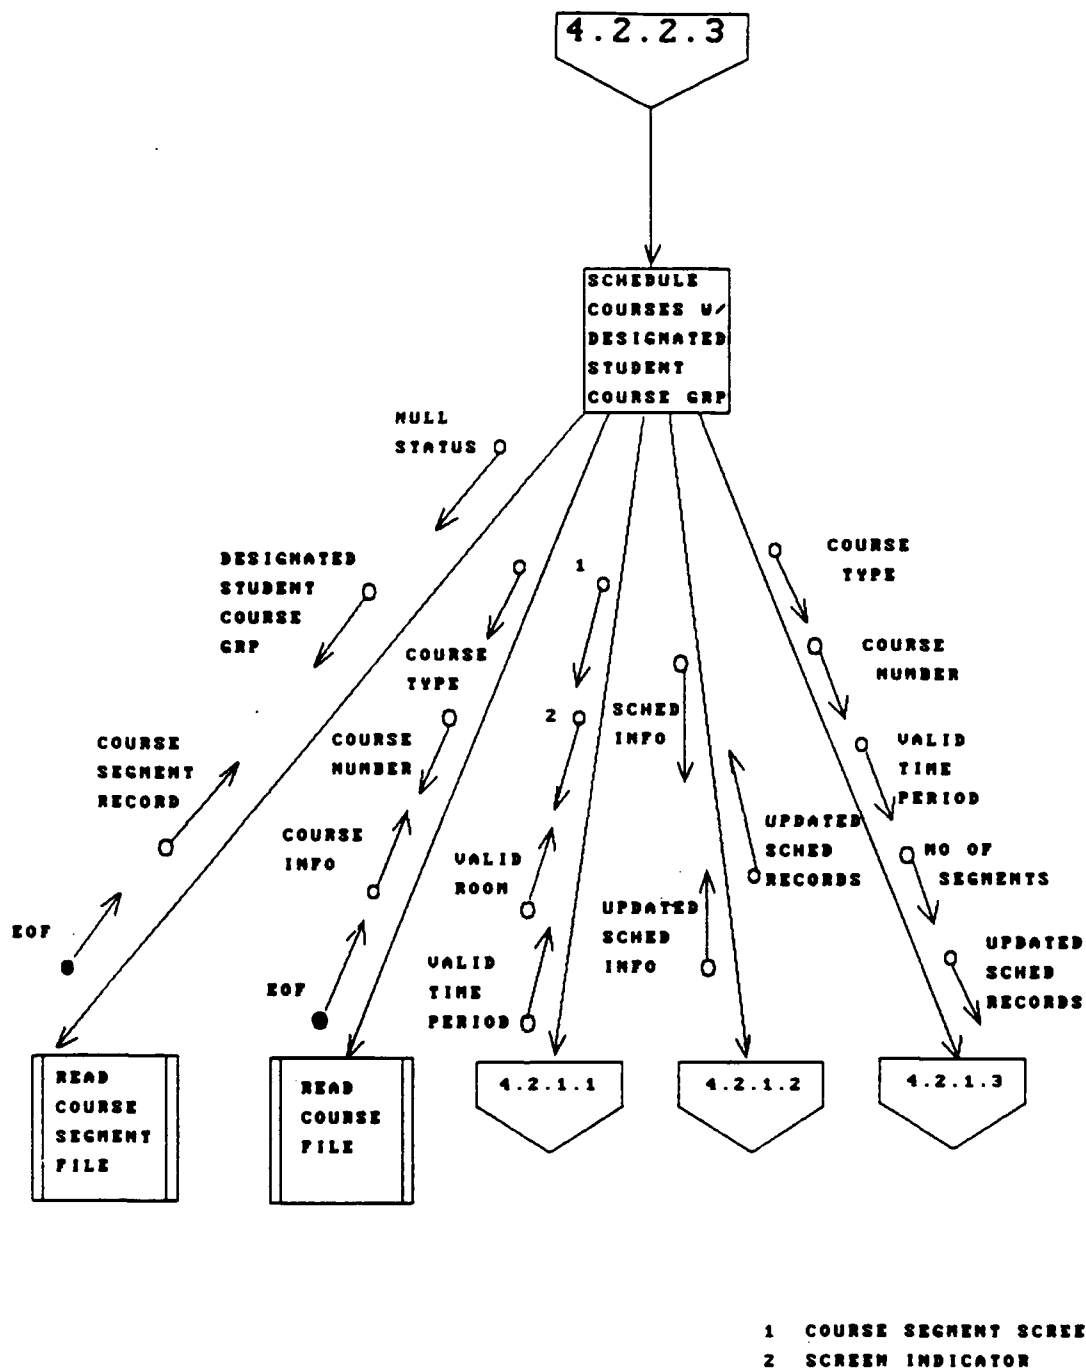 4.2.2.3
SCHEDULE
COURSES W/
DESIGNATED
STUDENT
COURSE GRP
NULL
STATUS
DESIGNATED
STUDENT
COURSE
GRP
COURSE
SEGMENT
RECORD
EOF
COURSE
TYPE
COURSE
NUMBER
COURSE
INFO
EOF
1
2
VALID
ROOM
VALID
TIME
PERIOD
SCHED
INFO
UPDATED
SCHED
INFO
UPDATED
SCHED
RECORDS
COURSE
TYPE
COURSE
NUMBER
VALID
TIME
PERIOD
NO OF
SEGMENTS
UPDATED
SCHED
RECORDS
READ
COURSE
SEGMENT
FILE
READ
COURSE
FILE
4.2.1.1
4.2.1.2
4.2.1.3
1 COURSE SEGMENT SCREE
2 SCREEN INDICATOR